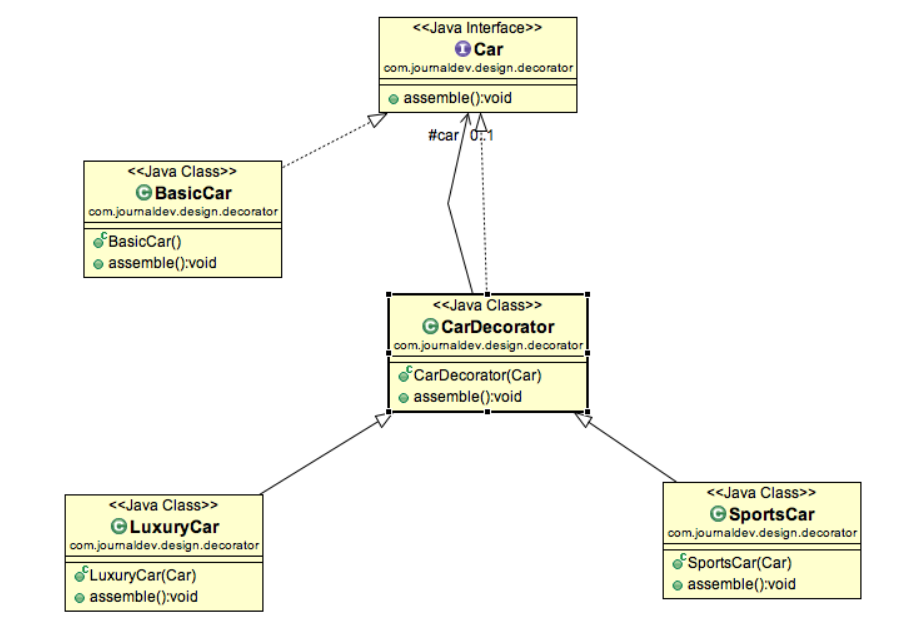 <<Java Interface>>
Car
com.journaldev.design.decorator
assemble():void
#car 0..1
<<Java Class>>
BasicCar
com.journaldev.design.decorator
BasicCar()
assemble():void
<<Java Class>>
CarDecorator
com.journaldev.design.decorator
CarDecorator(Car)
assemble():void
<<Java Class>>
LuxuryCar
com.journaldev.design.decorator
LuxuryCar(Car)
assemble():void
<<Java Class>>
SportsCar
com.journaldev.design.decorator
SportsCar(Car)
assemble():void